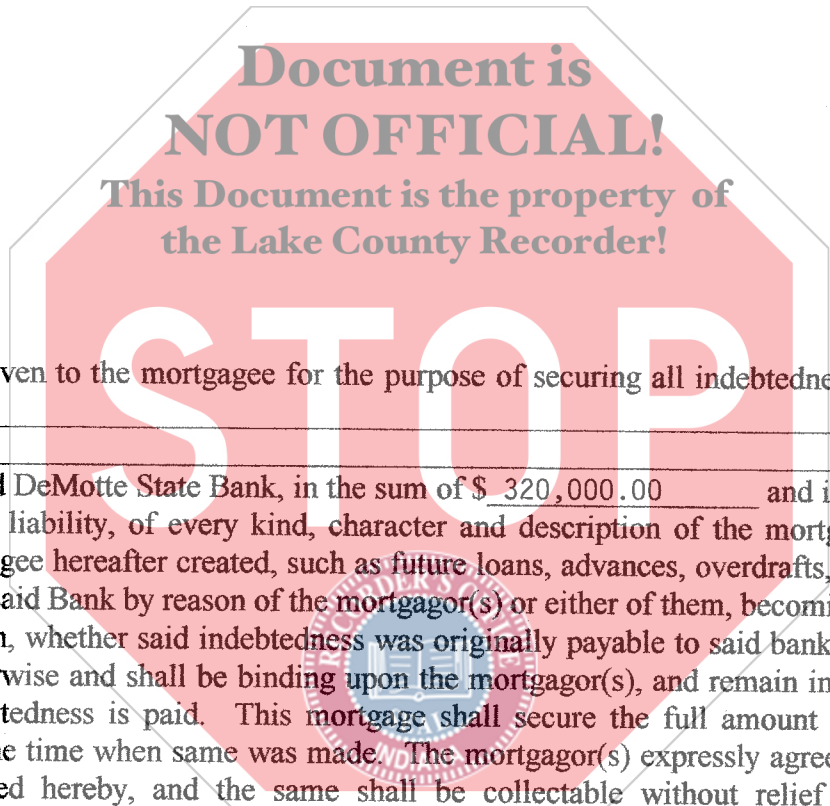 Document is
NOT OFFICIAL!
This Document is the property of
the Lake County Recorder!
STOP
ven to the mortgagee for the purpose of securing all indebtedne
DeMotte State Bank, in the sum of $ 320,000.00 and i
liability, of every kind, character and description of the mortg
gee hereafter created, such as future loans, advances, overdrafts,
aid Bank by reason of the mortgagor(s) or either of them, becomi
, whether said indebtedness was originally payable to said bank
wise and shall be binding upon the mortgagor(s), and remain in
tedness is paid. This mortgage shall secure the full amount
e time when same was made. The mortgagor(s) expressly agree
ed hereby, and the same shall be collectable without relief
INDIANA